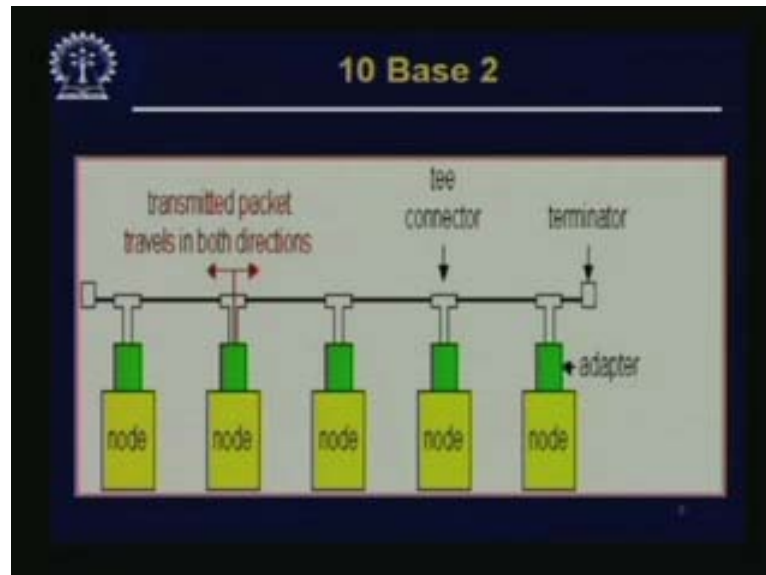 10 Base 2
transmitted packet
travels in both directions
tee
connector
terminator
adapter
node
node
node
node
node